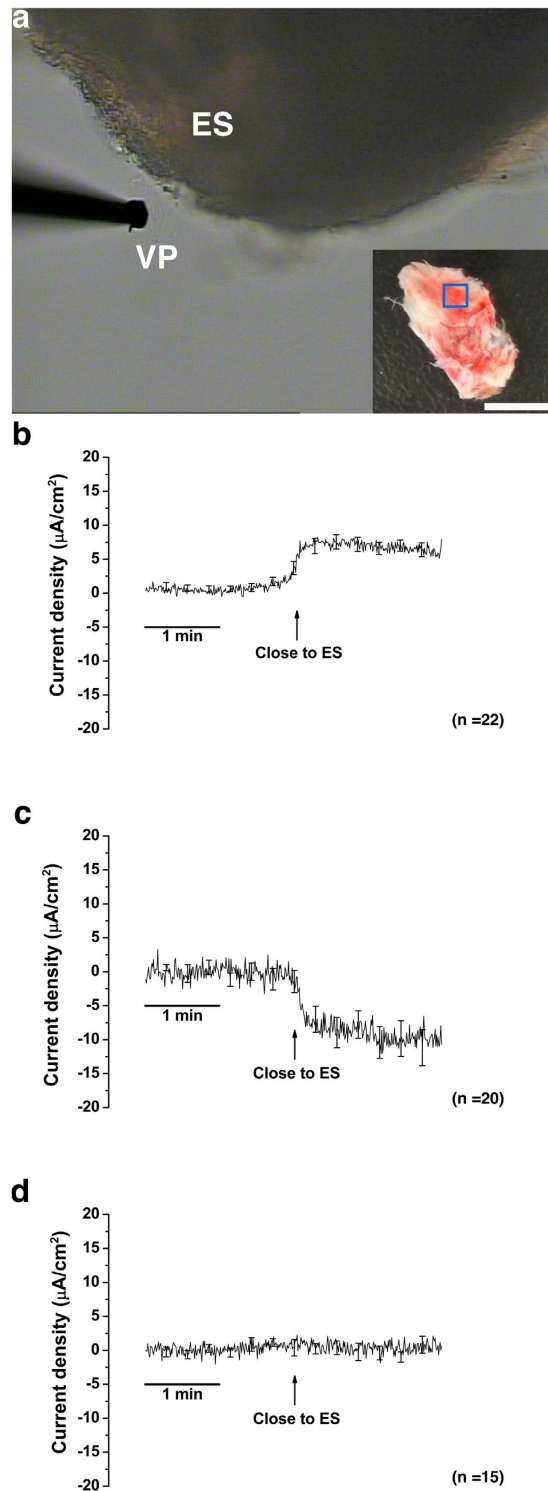 a
ES
VP
b
20
15
10
5
0
-5
-10
-15
-20
Current density (μA/cm²)
1 min
Close to ES
(n =22)
c
20
15
10
5
0
-5
-10
-15
-20
Current density (μA/cm²)
1 min
Close to ES
(n =20)
d
20
15
10
5
0
-5
-10
-15
-20
Current density (μA/cm²)
1 min
Close to ES
(n =15)